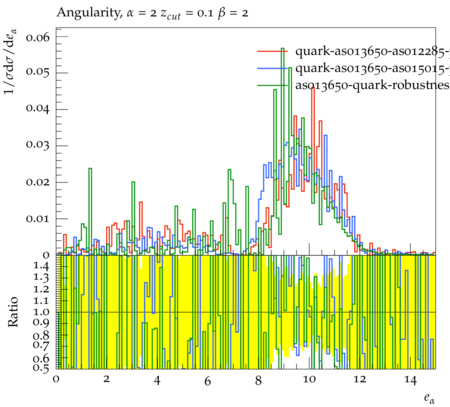 Angularity, α = 2 z_cut = 0.1 β = 2
1/σdσ/de_α
0.06
0.05
0.04
0.03
0.02
0.01
0
quark-as013650-as012285-
quark-as013650-as015015-
as013650-quark-robustnes
Ratio
1.4
1.3
1.2
1.1
1.0
0.9
0.8
0.7
0.6
0.5
0 2 4 6 8 10 12 14
e_α